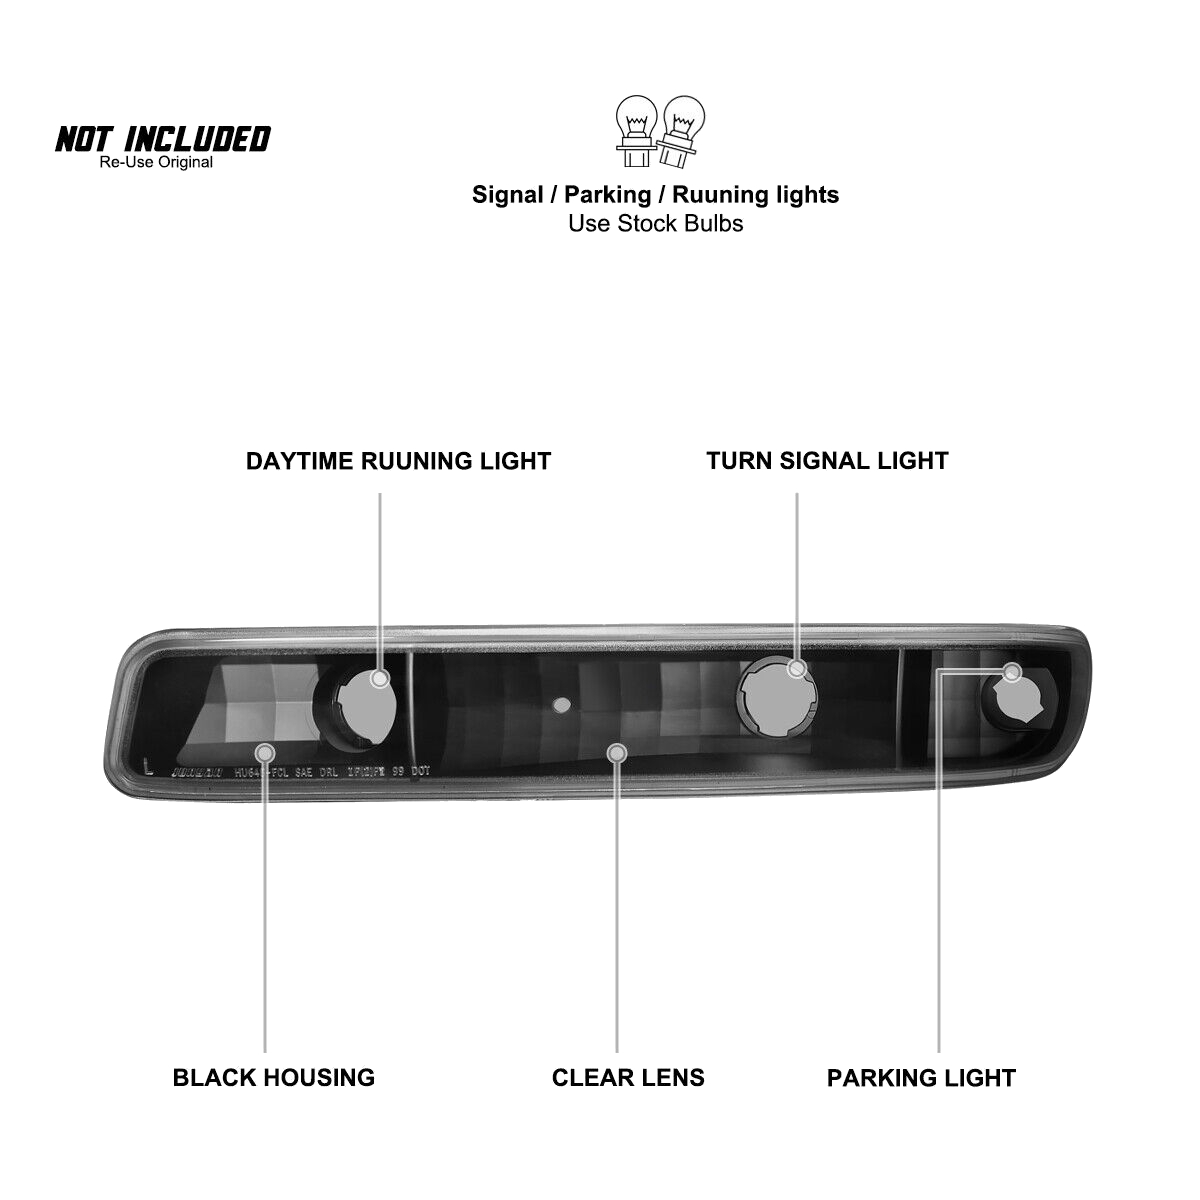 NOT INCLUDED
Re-Use Original
Signal / Parking / Ruuning lights
Use Stock Bulbs
DAYTIME RUUNING LIGHT
TURN SIGNAL LIGHT
L SAE DRL 99 DOT
BLACK HOUSING
CLEAR LENS
PARKING LIGHT